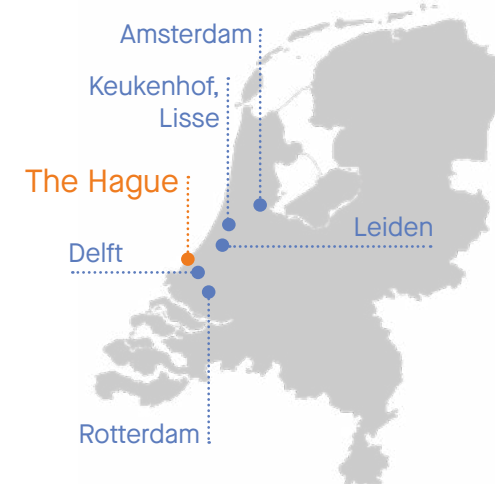 Amsterdam
Keukenhof,
Lisse
The Hague
Leiden
Delft
Rotterdam